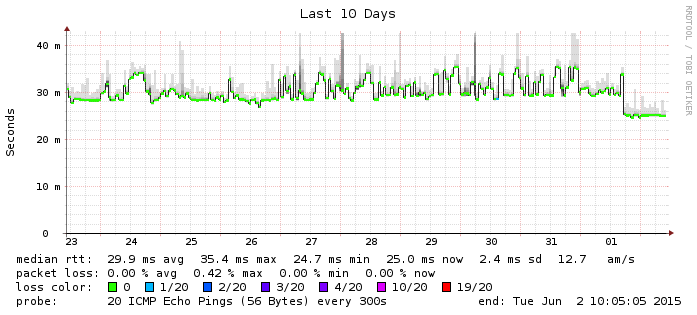 Last 10 Days
RRDTOOL / TOBI OETIKER
Seconds
40 m
30 m
20 m
10 m
0
23 24 25 26 27 28 29 30 31 01
median rtt: 29.9 ms avg 35.4 ms max 24.7 ms min 25.0 ms now 2.4 ms sd 12.7 am/s
packet loss: 0.00 % avg 0.42 % max 0.00 % min 0.00 % now
loss color: 0 1/20 2/20 3/20 4/20 10/20 19/20
probe: 20 ICMP Echo Pings (56 Bytes) every 300s end: Tue Jun 2 10:05:05 2015